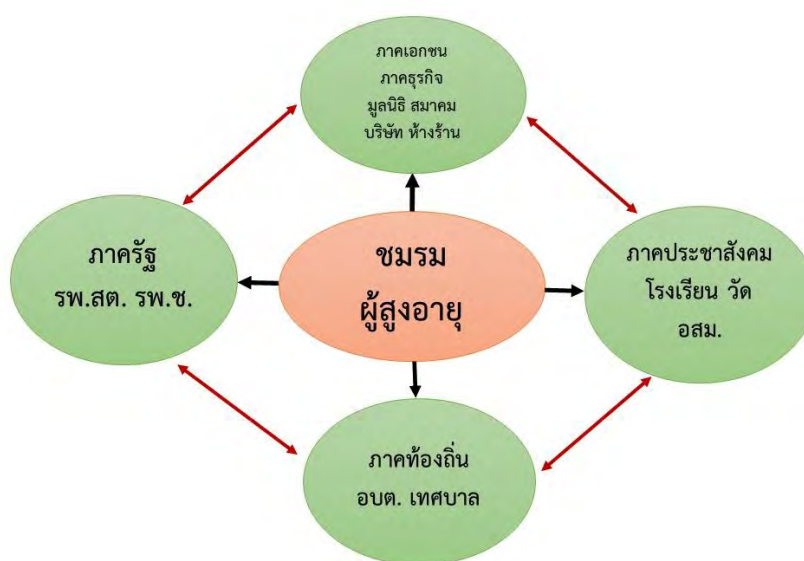 ภาคเอกชน
ภาคธุรกิจ
มูลนิธิ สมาคม
บริษัท ห้างร้าน
ภาครัฐ
รพ.สต. รพ.ช.
ชมรม
ผู้สูงอายุ
ภาคประชาสังคม
โรงเรียน วัด
อสม.
ภาคท้องถิ่น
อบต. เทศบาล